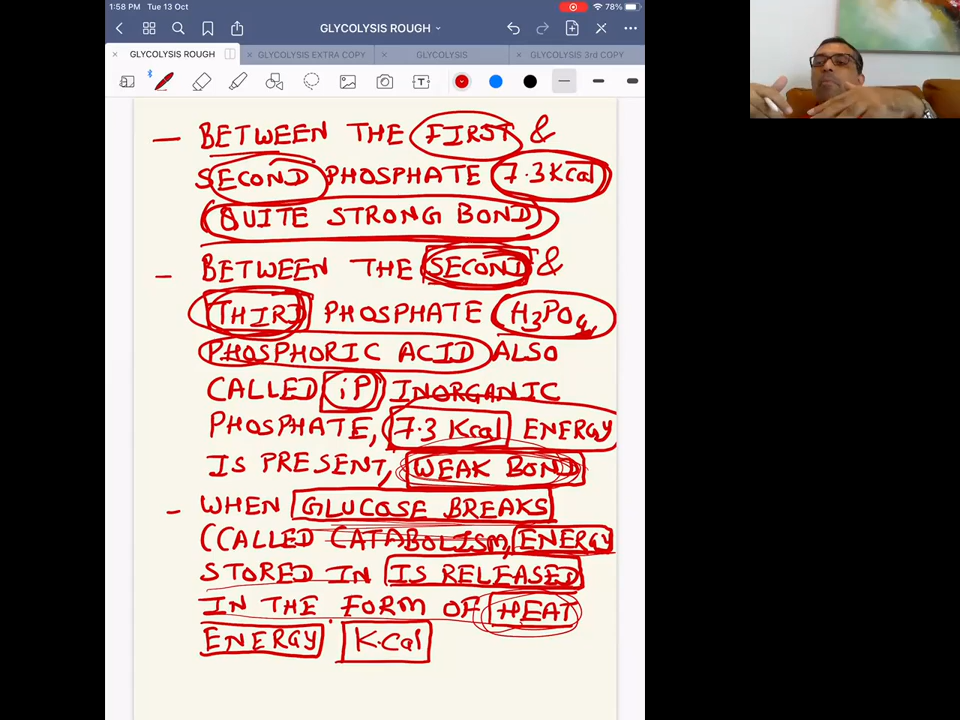 1:58 PM Tue 13 Oct
78%
GLYCOLYSIS ROUGH
GLYCOLYSIS ROUGH
GLYCOLYSIS EXTRA COPY
GLYCOLYSIS
GLYCOLYSIS 3rd COPY
— BETWEEN THE FIRST &
SECOND PHOSPHATE 7.3 Kcal
(QUITE STRONG BOND)
— BETWEEN THE SECOND &
THIRD PHOSPHATE H3PO4
PHOSPHORIC ACID ALSO
CALLED iP INORGANIC
PHOSPHATE, 7.3 Kcal ENERGY
IS PRESENT, WEAK BOND
— WHEN GLUCOSE BREAKS
(CALLED CATABOLISM, ENERGY
STORED IN IS RELEASED
IN THE FORM OF HEAT
ENERGY. K.Cal